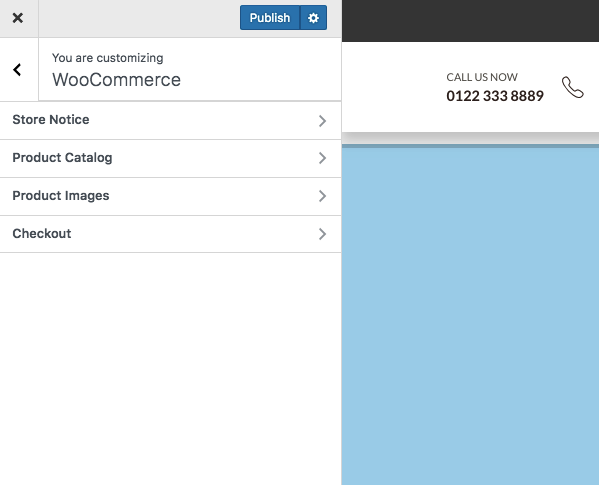 Publish
You are customizing
WooCommerce
Store Notice
Product Catalog
Product Images
Checkout
CALL US NOW
0122 333 8889